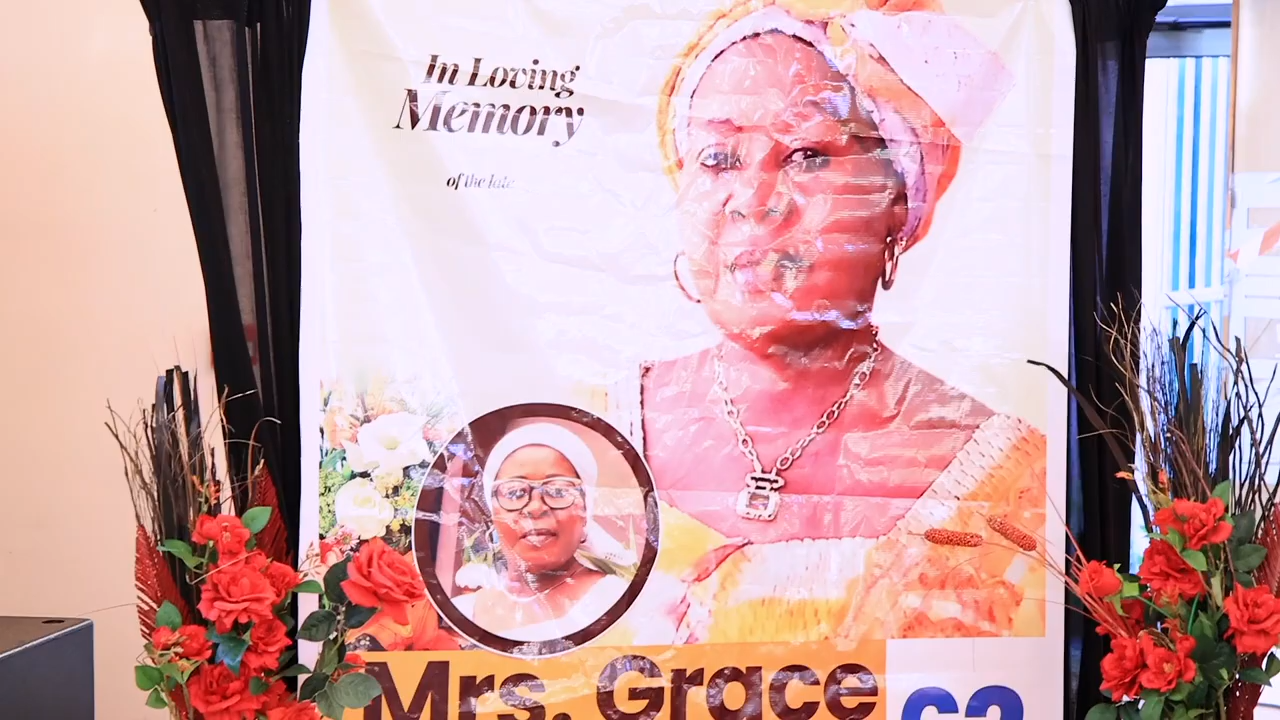 In Loving
Memory
of the late
Mrs. Grace